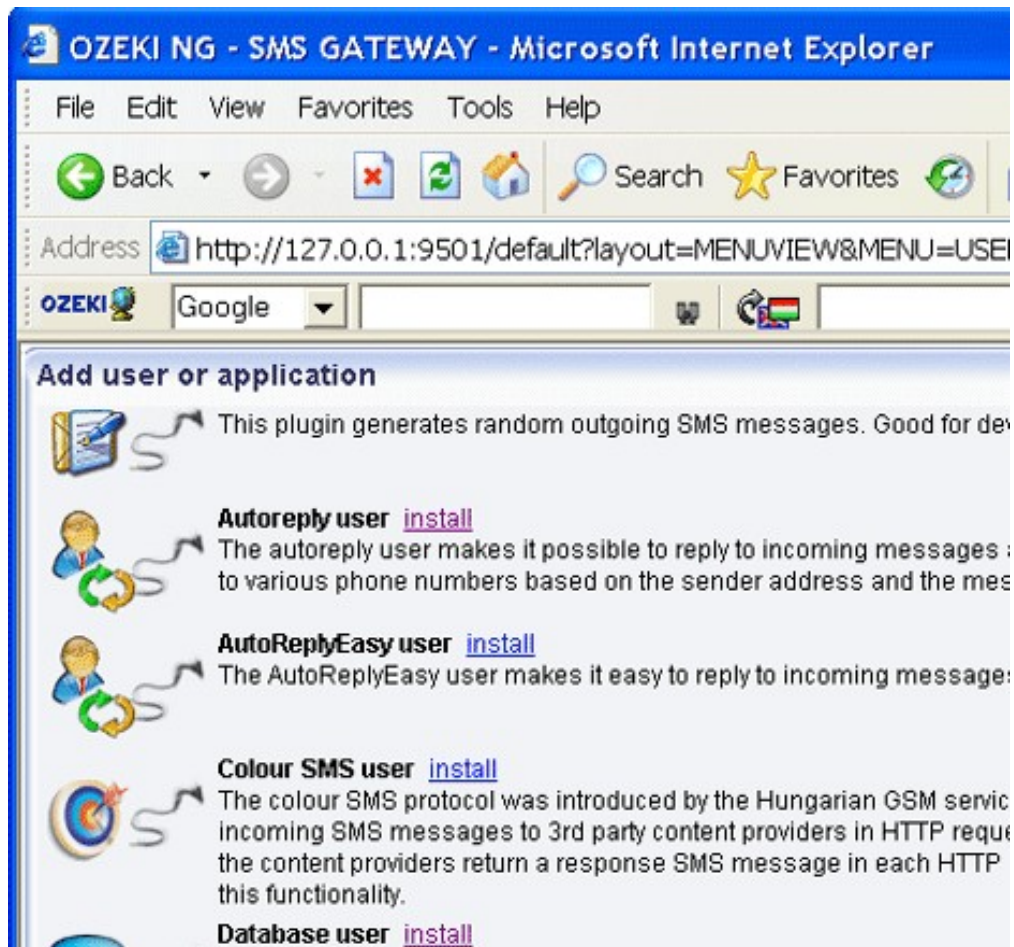 OZEKI NG - SMS GATEWAY - Microsoft Internet Explorer
File Edit View Favorites Tools Help
Back Search Favorites
Address http://127.0.0.1:9501/default?layout=MENUVIEW&MENU=USE
OZEKI Google
Add user or application
This plugin generates random outgoing SMS messages. Good for de
Autoreply user install
The autoreply user makes it possible to reply to incoming messages
to various phone numbers based on the sender address and the mes
AutoReplyEasy user install
The AutoReplyEasy user makes it easy to reply to incoming message
Colour SMS user install
The colour SMS protocol was introduced by the Hungarian GSM servic
incoming SMS messages to 3rd party content providers in HTTP reque
the content providers return a response SMS message in each HTTP
this functionality.
Database user install